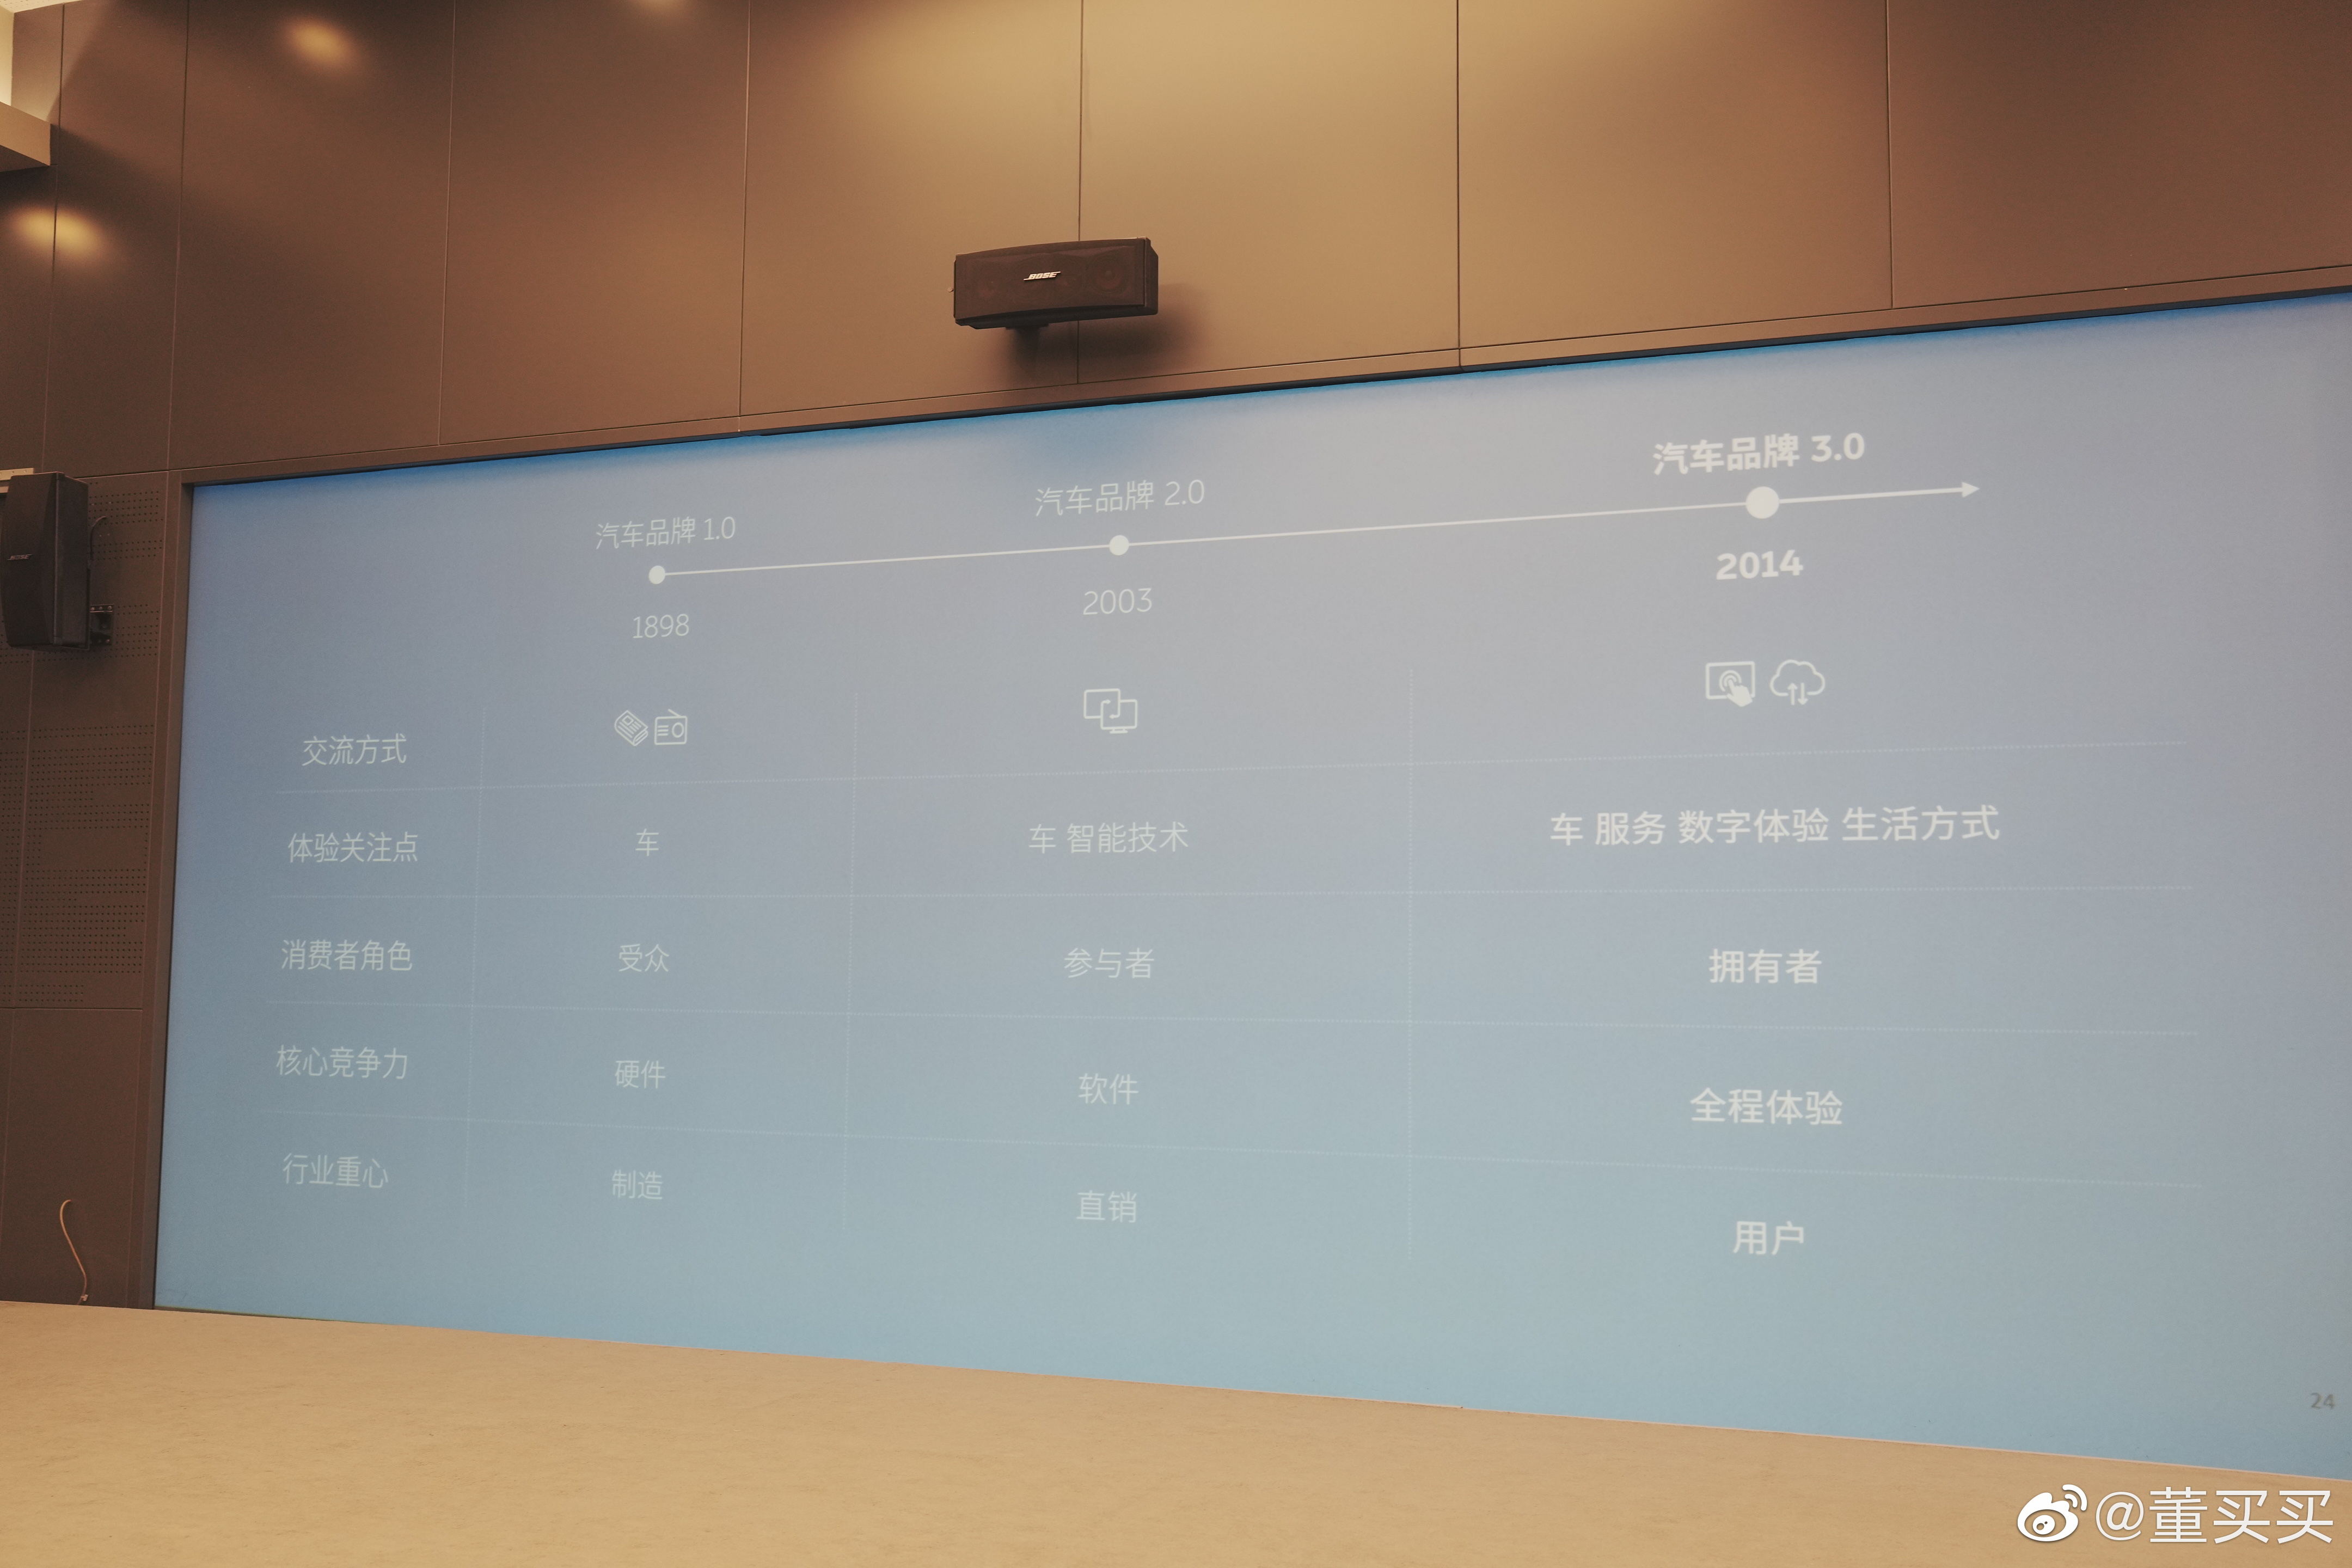 BOSE
BOSE
汽车品牌 1.0
汽车品牌 2.0
汽车品牌 3.0
1898
2003
2014
交流方式
体验关注点
车
车 智能技术
车 服务 数字体验 生活方式
消费者角色
受众
参与者
拥有者
核心竞争力
硬件
软件
全程体验
行业重心
制造
直销
用户
24
@董买买